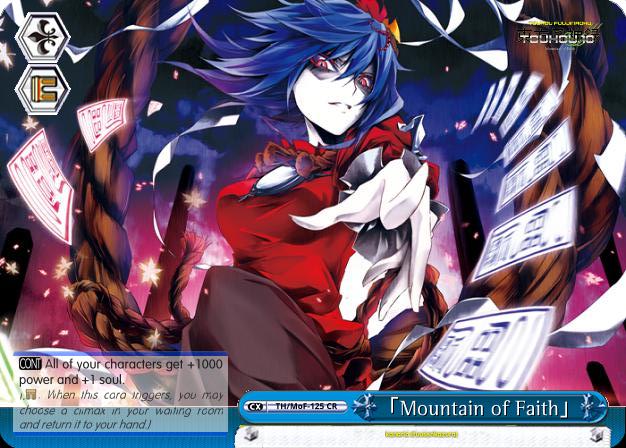 TOUHOU 10
CONT All of your characters get +1000
power and +1 soul.
( : When this card triggers, you may
choose a climax in your waiting room
and return it to your hand.)
CX TH/MoF-125 CR
「Mountain of Faith」